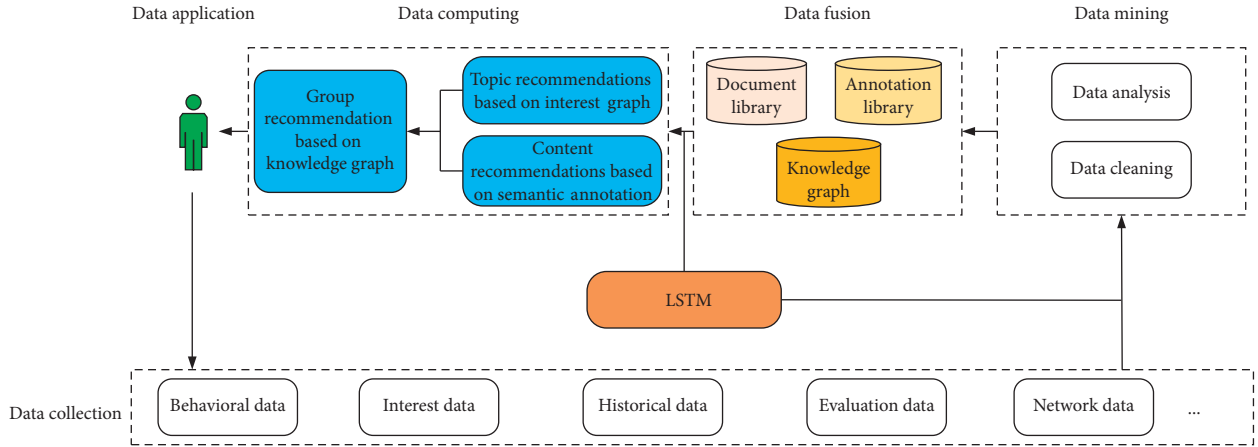 Data application
Data computing
Data fusion
Data mining
Group
recommendation
based on
knowledge graph
Topic recommendations
based on interest graph
Content
recommendations based
on semantic annotation
Document
library
Annotation
library
Knowledge
graph
Data analysis
Data cleaning
LSTM
Data collection
Behavioral data
Interest data
Historical data
Evaluation data
Network data
...